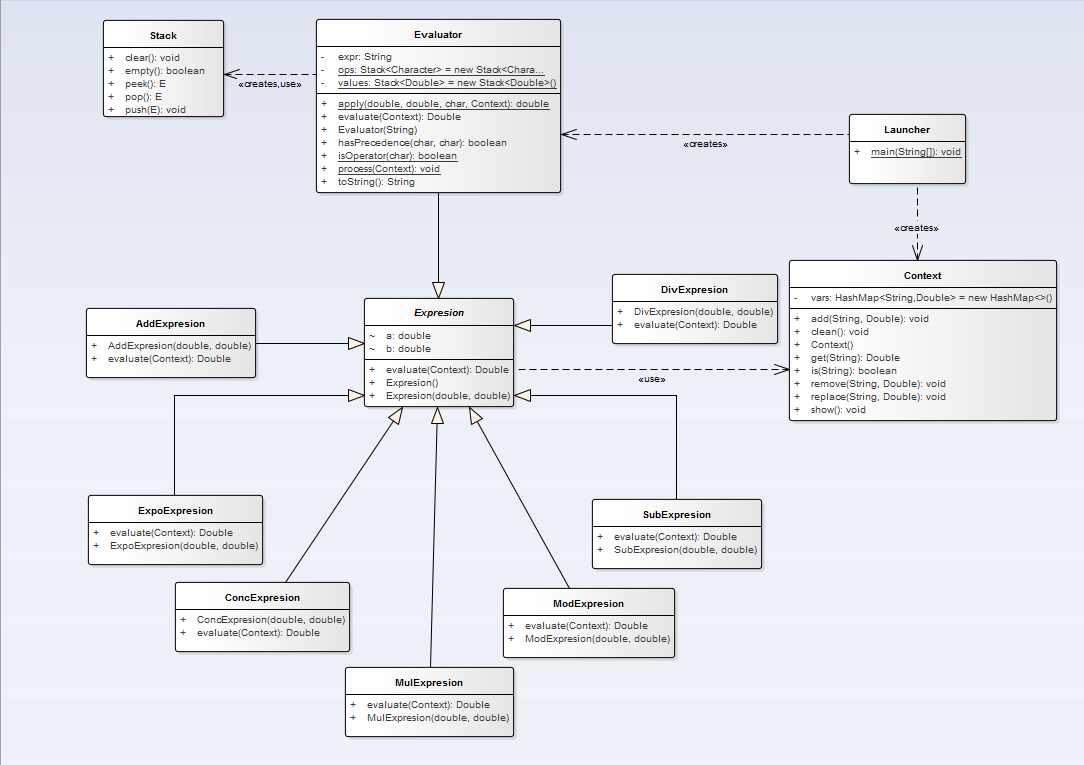 Stack
+ clear(): void
+ empty(): boolean
+ peek(): E
+ pop(): E
+ push(E): void
«creates,use»
Evaluator
- expr: String
- ops: Stack<Character> = new Stack<Chara...
- values: Stack<Double> = new Stack<Double>()
+ apply(double, double, char, Context): double
+ evaluate(Context): Double
+ Evaluator(String)
+ hasPrecedence(char, char): boolean
+ isOperator(char): boolean
+ process(Context): void
+ toString(): String
«creates»
Launcher
+ main(String[]): void
«creates»
Context
- vars: HashMap<String,Double> = new HashMap<>()
+ add(String, Double): void
+ clean(): void
+ Context()
+ get(String): Double
+ is(String): boolean
+ remove(String, Double): void
+ replace(String, Double): void
+ show(): void
DivExpresion
+ DivExpresion(double, double)
+ evaluate(Context): Double
Expresion
~ a: double
~ b: double
+ evaluate(Context): Double
+ Expresion()
+ Expresion(double, double)
«use»
AddExpresion
+ AddExpresion(double, double)
+ evaluate(Context): Double
ExpoExpresion
+ evaluate(Context): Double
+ ExpoExpresion(double, double)
SubExpresion
+ evaluate(Context): Double
+ SubExpresion(double, double)
ConcExpresion
+ ConcExpresion(double, double)
+ evaluate(Context): Double
ModExpresion
+ evaluate(Context): Double
+ ModExpresion(double, double)
MulExpresion
+ evaluate(Context): Double
+ MulExpresion(double, double)